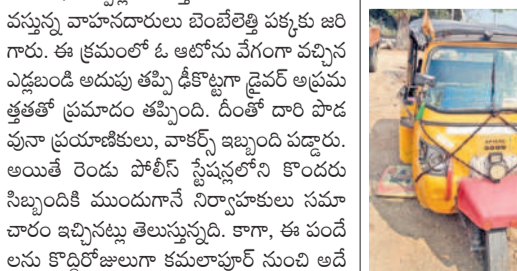 వస్తున్న వాహనదారులు బెంబేలెత్తి పక్కకు జరి
గారు. ఈ క్రమంలో ఓ ఆటోను వేగంగా వచ్చిన
ఎడ్లబండి అదుపు తప్పి ఢీకొట్టగా డ్రైవర్ అప్రమ
త్తతతో ప్రమాదం తప్పింది. దీంతో దారి పొడ
వునా ప్రయాణికులు, వాకర్స్ ఇబ్బంది పడ్డారు.
అయితే రెండు పోలీస్ స్టేషన్లలోని కొందరు
సిబ్బందికి ముందుగానే నిర్వాహకులు సమా
చారం ఇచ్చినట్లు తెలుస్తున్నది. కాగా, ఈ పందే
లను కొద్దిరోజులుగా కమలాపూర్ నుంచి అదే